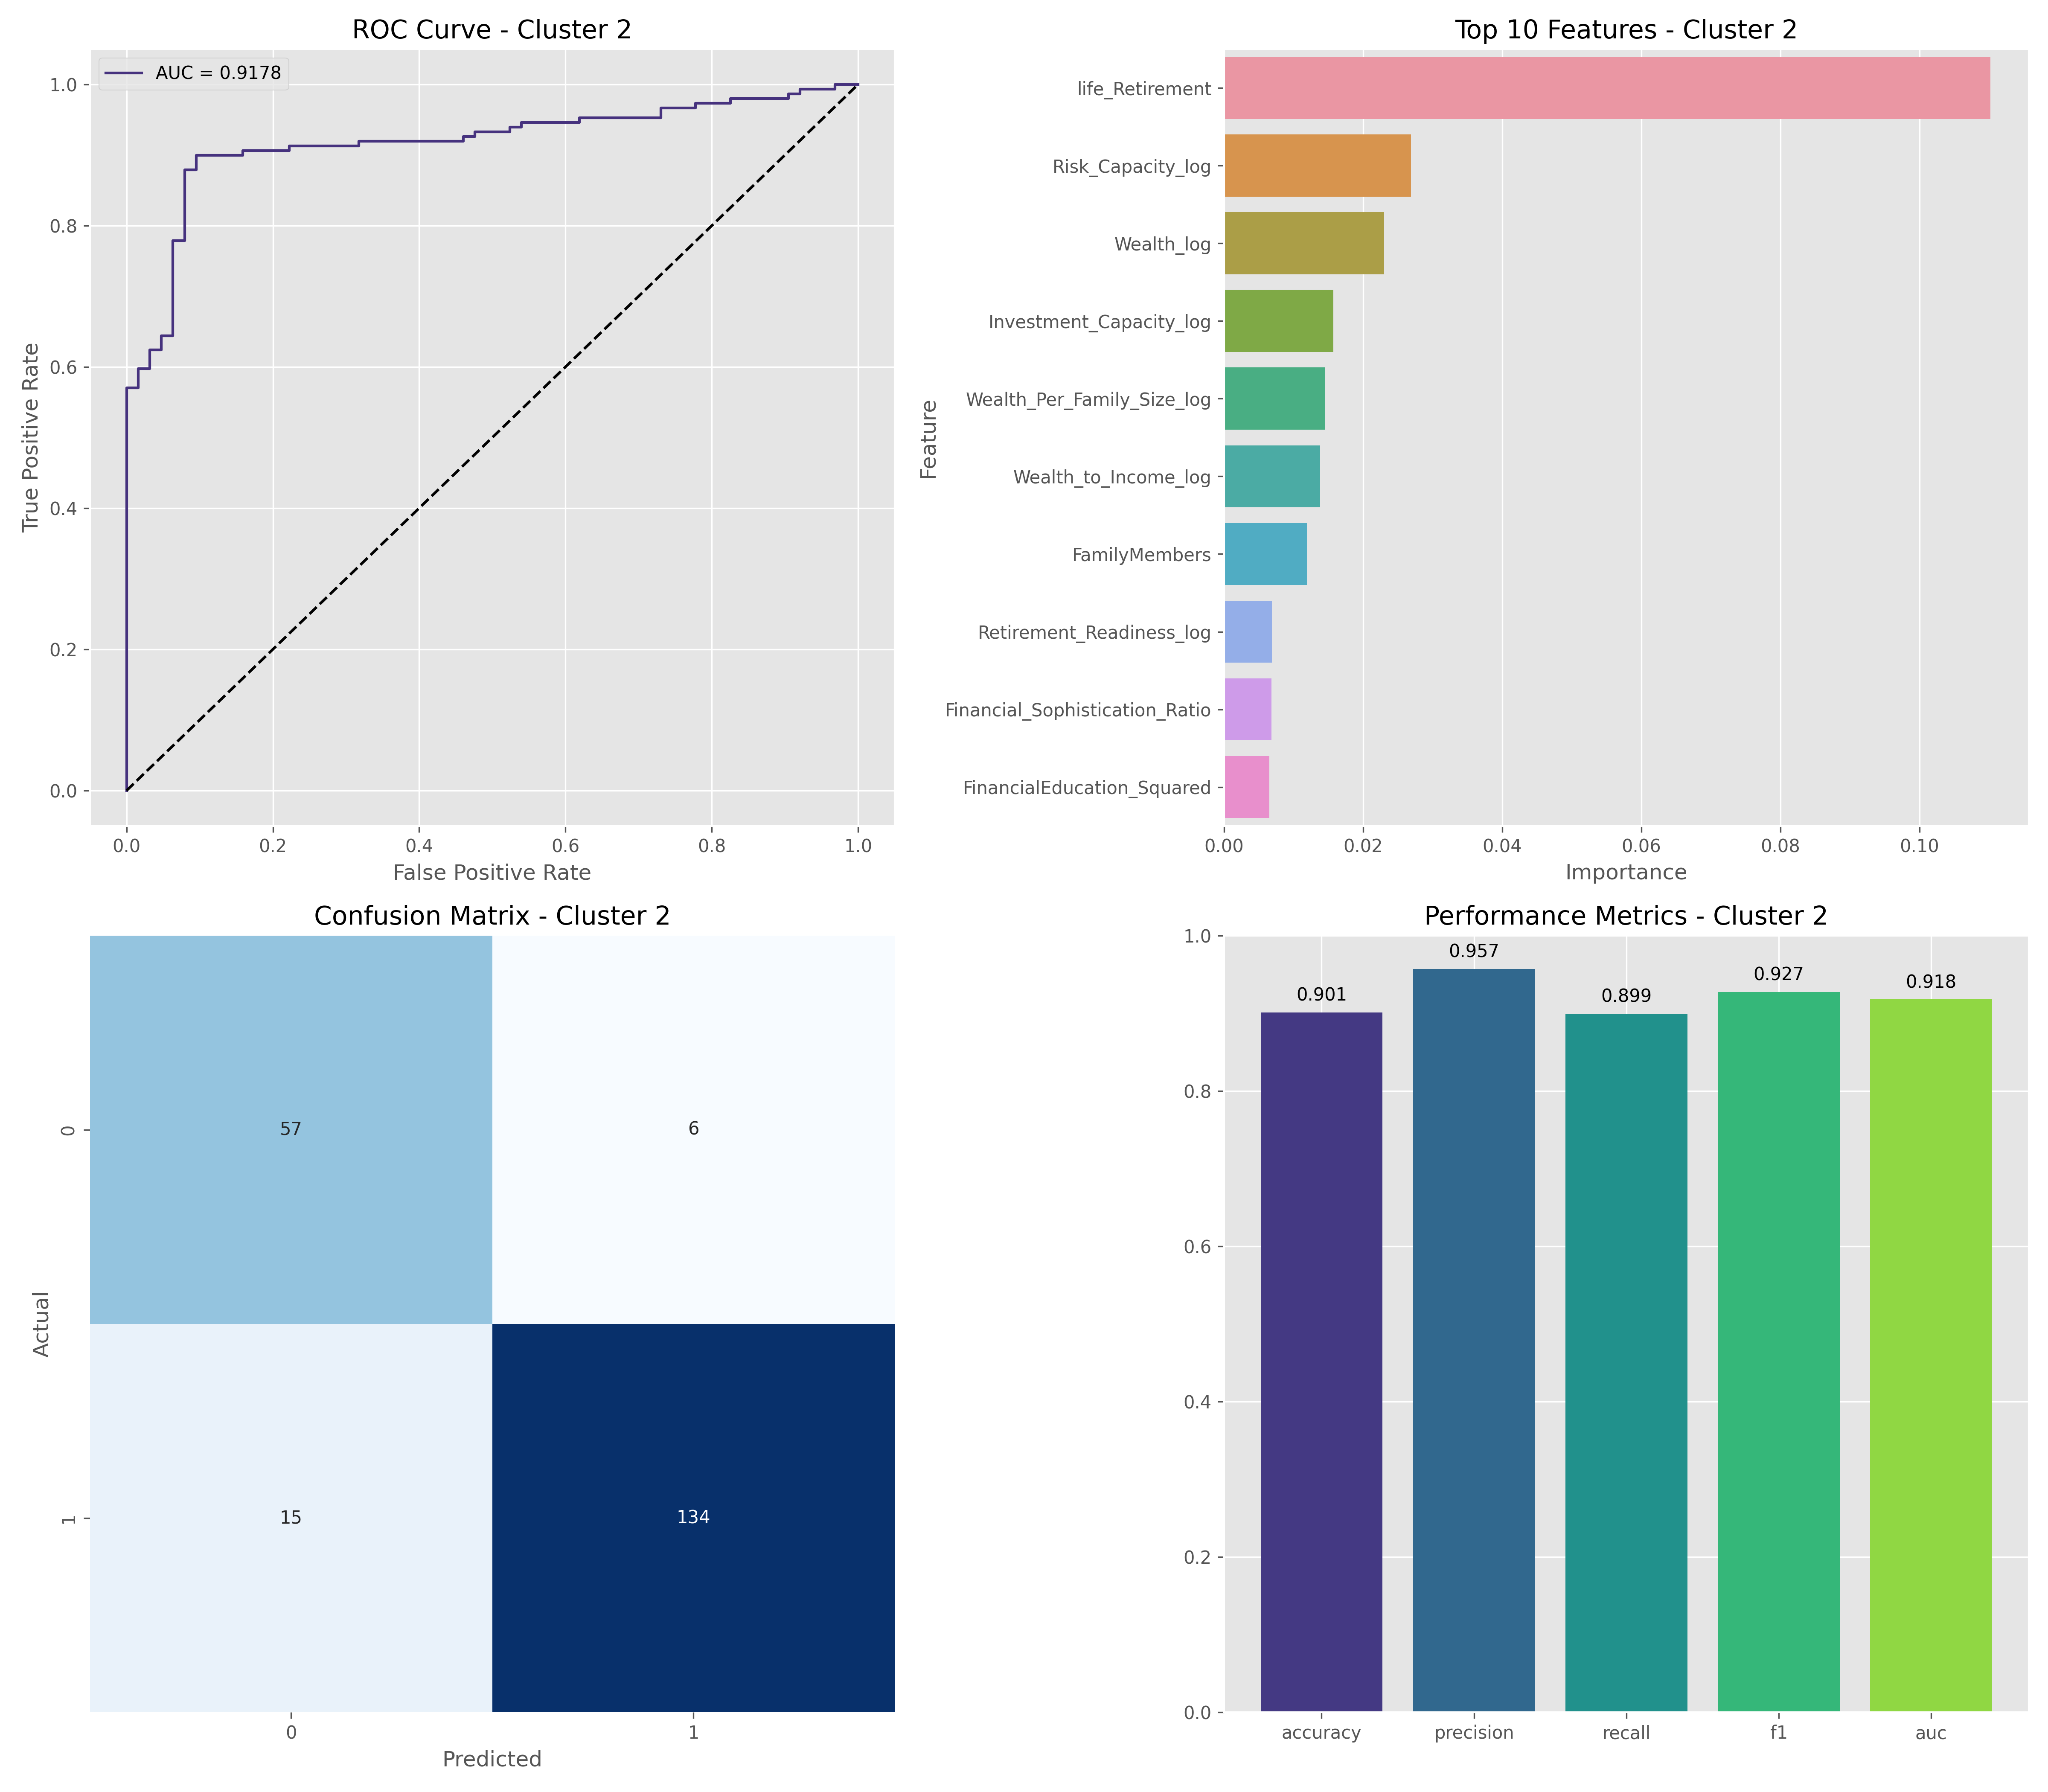 ROC Curve - Cluster 2
AUC = 0.9178
1.0
0.8
0.6
0.4
0.2
0.0
True Positive Rate
0.0 0.2 0.4 0.6 0.8 1.0
False Positive Rate
Top 10 Features - Cluster 2
Feature
life_Retirement
Risk_Capacity_log
Wealth_log
Investment_Capacity_log
Wealth_Per_Family_Size_log
Wealth_to_Income_log
FamilyMembers
Retirement_Readiness_log
Financial_Sophistication_Ratio
FinancialEducation_Squared
0.00 0.02 0.04 0.06 0.08 0.10
Importance
Confusion Matrix - Cluster 2
Actual
0
57 6
1
15 134
0 1
Predicted
Performance Metrics - Cluster 2
1.0
0.8
0.6
0.4
0.2
0.0
0.901 0.957 0.899 0.927 0.918
accuracy precision recall f1 auc